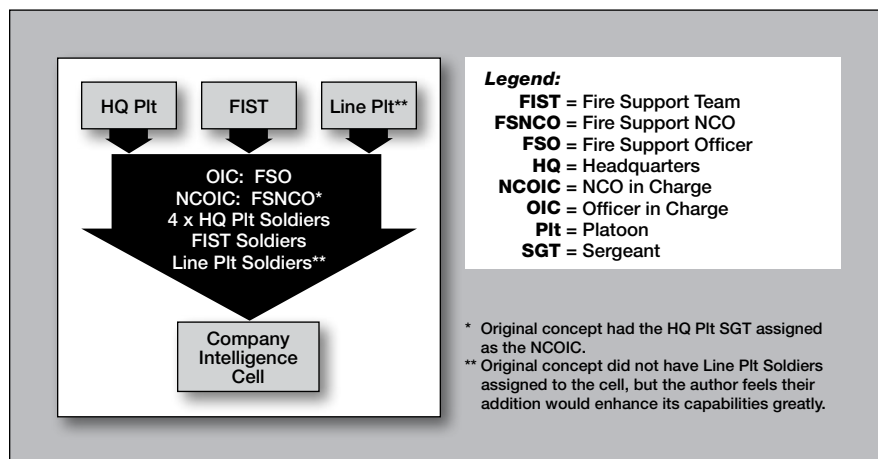 HQ Plt
FIST
Line Plt**
OIC: FSO
NCOIC: FSNCO*
4 x HQ Plt Soldiers
FIST Soldiers
Line Plt Soldiers**
Company
Intelligence
Cell
Legend:
FIST = Fire Support Team
FSNCO = Fire Support NCO
FSO = Fire Support Officer
HQ = Headquarters
NCOIC = NCO in Charge
OIC = Officer in Charge
Plt = Platoon
SGT = Sergeant
* Original concept had the HQ Plt SGT assigned
as the NCOIC.
** Original concept did not have Line Plt Soldiers
assigned to the cell, but the author feels their
addition would enhance its capabilities greatly.